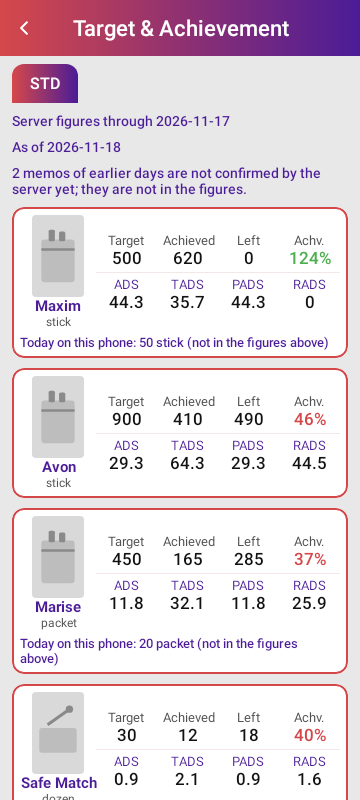 Target & Achievement
STD
Server figures through 2026-11-17
As of 2026-11-18
2 memos of earlier days are not confirmed by the
server yet; they are not in the figures.
Target Achieved Left Achv.
500 620 0 124%
ADS TADS PADS RADS
44.3 35.7 44.3 0
Maxim
stick
Today on this phone: 50 stick (not in the figures above)
Target Achieved Left Achv.
900 410 490 46%
ADS TADS PADS RADS
29.3 64.3 29.3 44.5
Avon
stick
Target Achieved Left Achv.
450 165 285 37%
ADS TADS PADS RADS
11.8 32.1 11.8 25.9
Marise
packet
Today on this phone: 20 packet (not in the figures
above)
Target Achieved Left Achv.
30 12 18 40%
ADS TADS PADS RADS
0.9 2.1 0.9 1.6
Safe Match
dozen